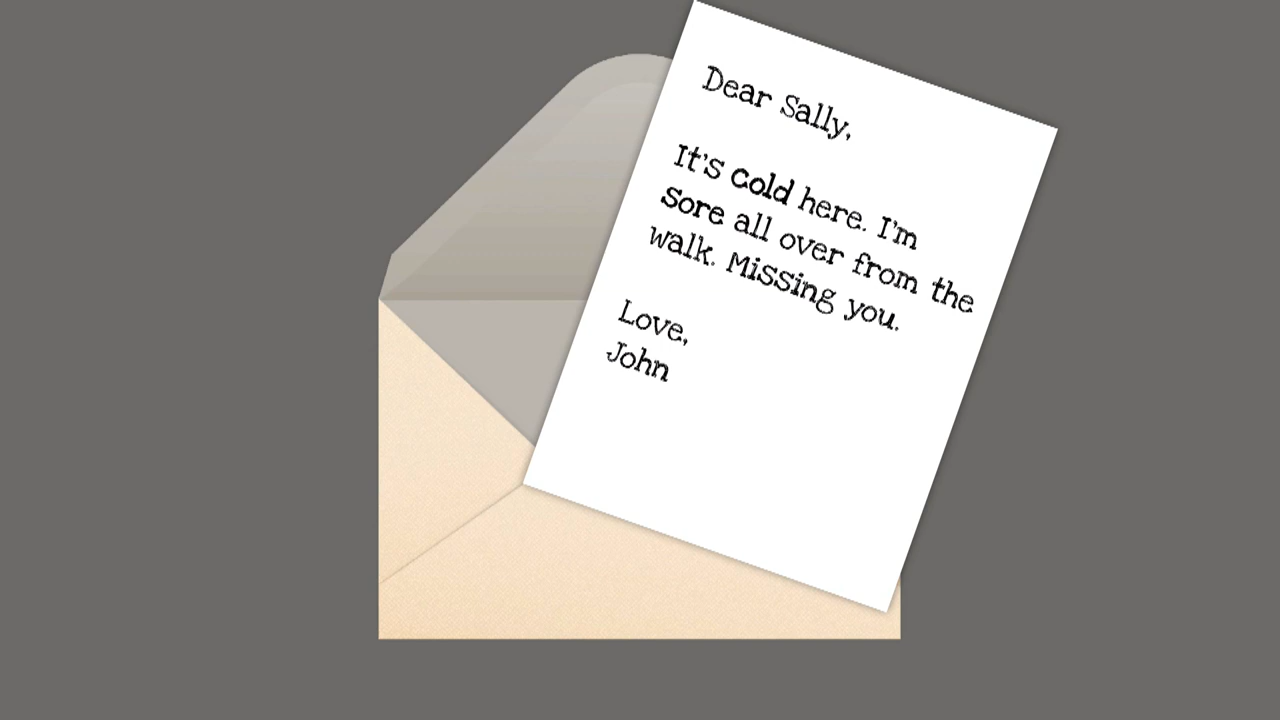 Dear Sally,
It's cold here. I'm
sore all over from the
walk. Missing you.
Love,
John